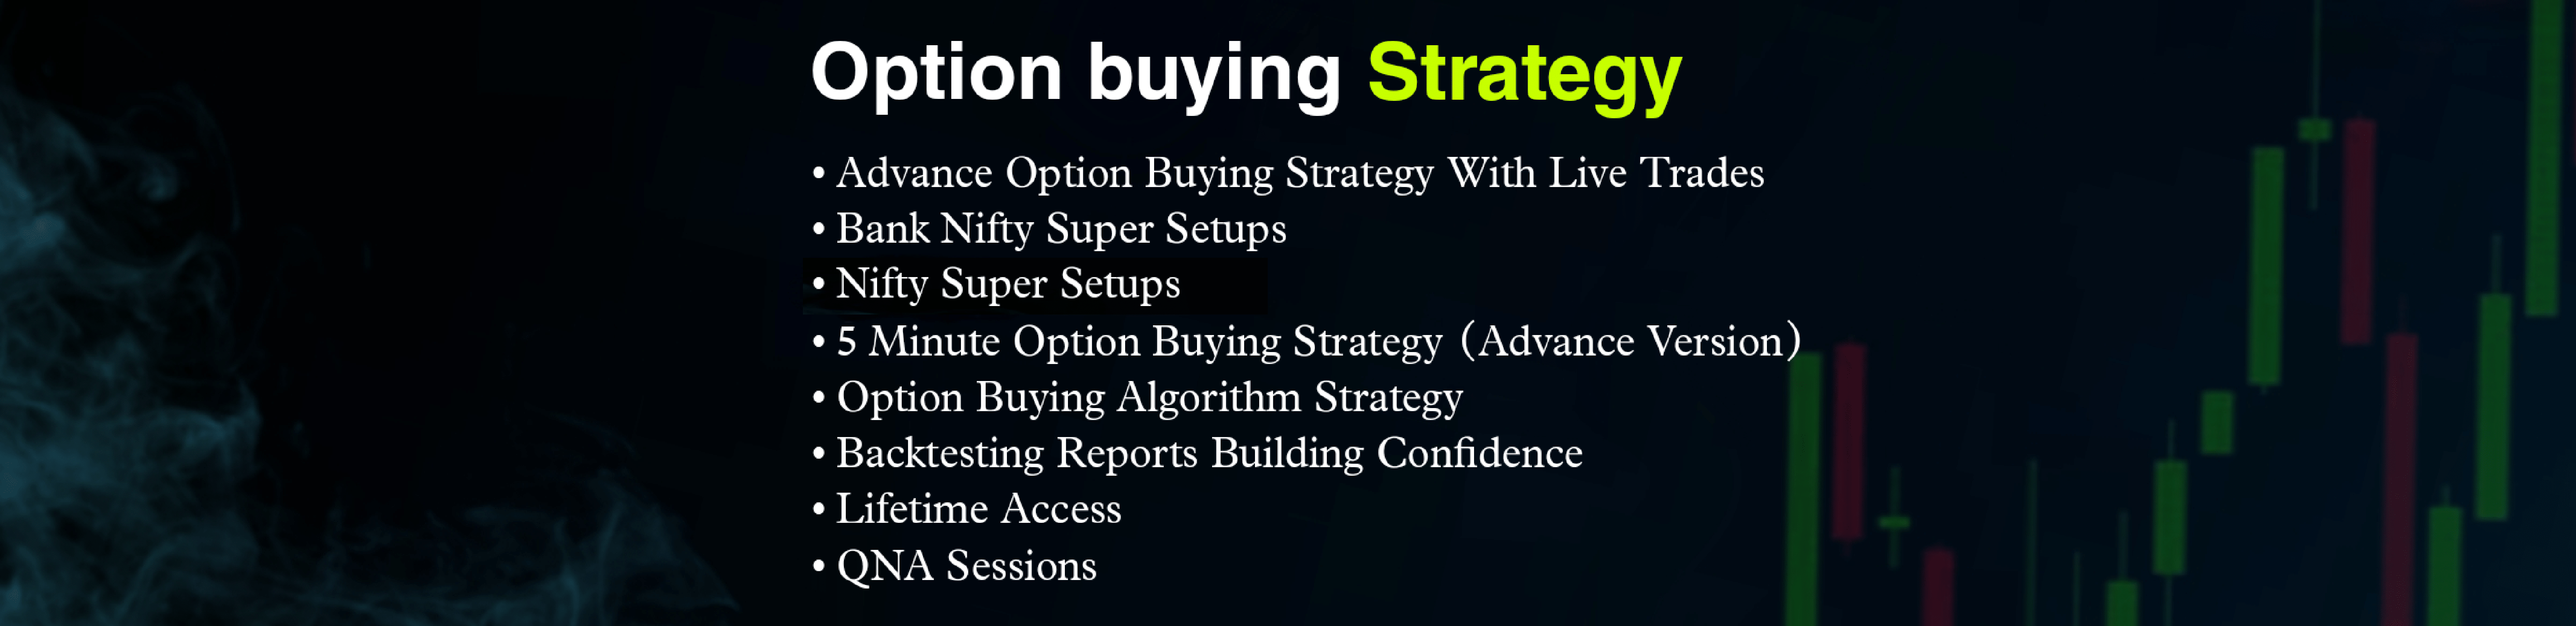 Option buying Strategy
• Advance Option Buying Strategy With Live Trades
• Bank Nifty Super Setups
• Nifty Super Setups
• 5 Minute Option Buying Strategy (Advance Version)
• Option Buying Algorithm Strategy
• Backtesting Reports Building Confidence
• Lifetime Access
• QNA Sessions